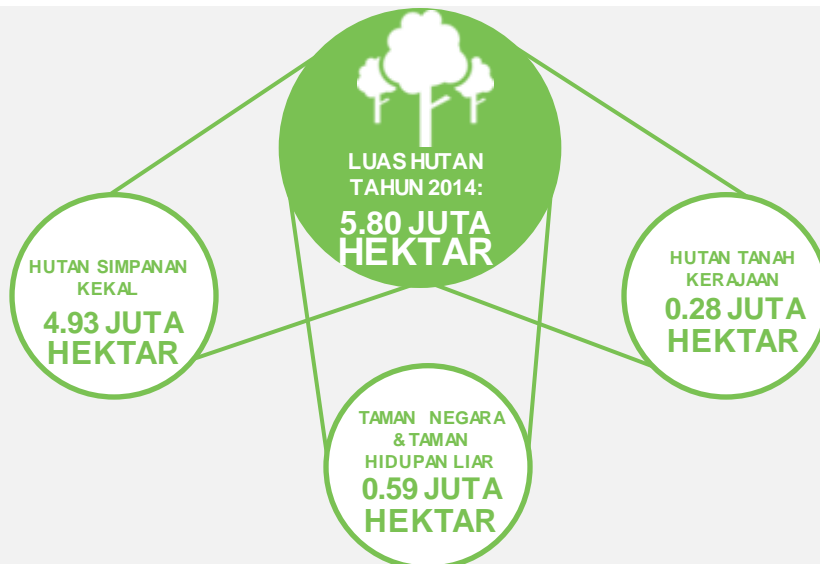 LUAS HUTAN
TAHUN 2014:
5.80 JUTA
HEKTAR
HUTAN SIMPANAN
KEKAL
4.93 JUTA
HEKTAR
HUTAN TANAH
KERAJAAN
0.28 JUTA
HEKTAR
TAMAN NEGARA
& TAMAN
HIDUPAN LIAR
0.59 JUTA
HEKTAR